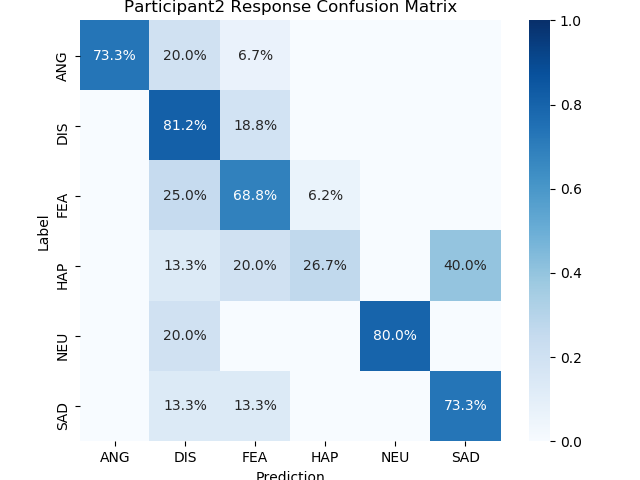 Participant2 Response Confusion Matrix
ANG 73.3% 20.0% 6.7%
DIS 81.2% 18.8%
FEA 25.0% 68.8% 6.2%
HAP 13.3% 20.0% 26.7% 40.0%
NEU 20.0% 80.0%
SAD 13.3% 13.3% 73.3%
Label
ANG DIS FEA HAP NEU SAD
Prediction
1.0
0.8
0.6
0.4
0.2
0.0